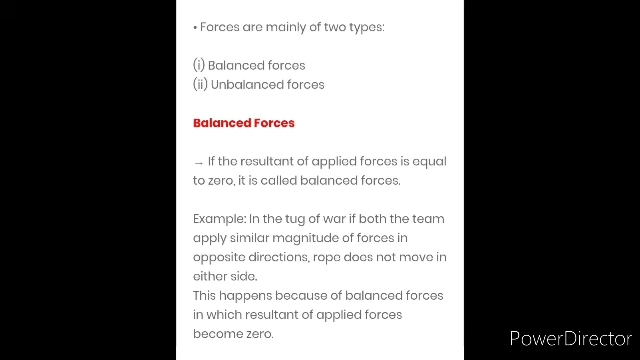 • Forces are mainly of two types:
(i) Balanced forces
(ii) Unbalanced forces
Balanced Forces
→ If the resultant of applied forces is equal
to zero, it is called balanced forces.
Example: In the tug of war if both the team
apply similar magnitude of forces in
opposite directions, rope does not move in
either side.
This happens because of balanced forces
in which resultant of applied forces
become zero.
PowerDirector